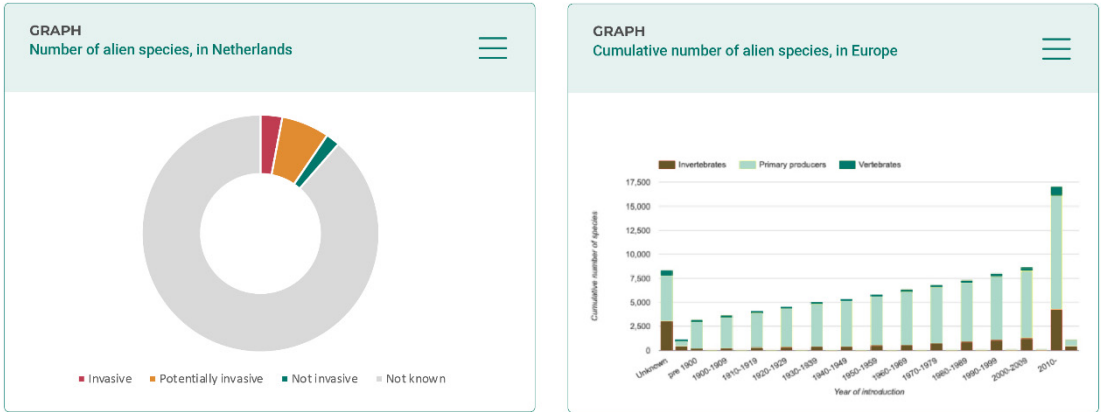 GRAPH
Number of alien species, in Netherlands
Invasive
Potentially invasive
Not invasive
Not known
GRAPH
Cumulative number of alien species, in Europe
Invertebrates
Primary producers
Vertebrates
17,500
15,000
12,500
10,000
7,500
5,000
2,500
0
Cumulative number of species
Unknown
pre 1900
1900-1909
1810-1919
1920-1929
1930-1839
1940-1949
1950-1959
1960-1969
1970-1979
1980-1989
1990-1999
2000-2009
2010-
Year of introduction